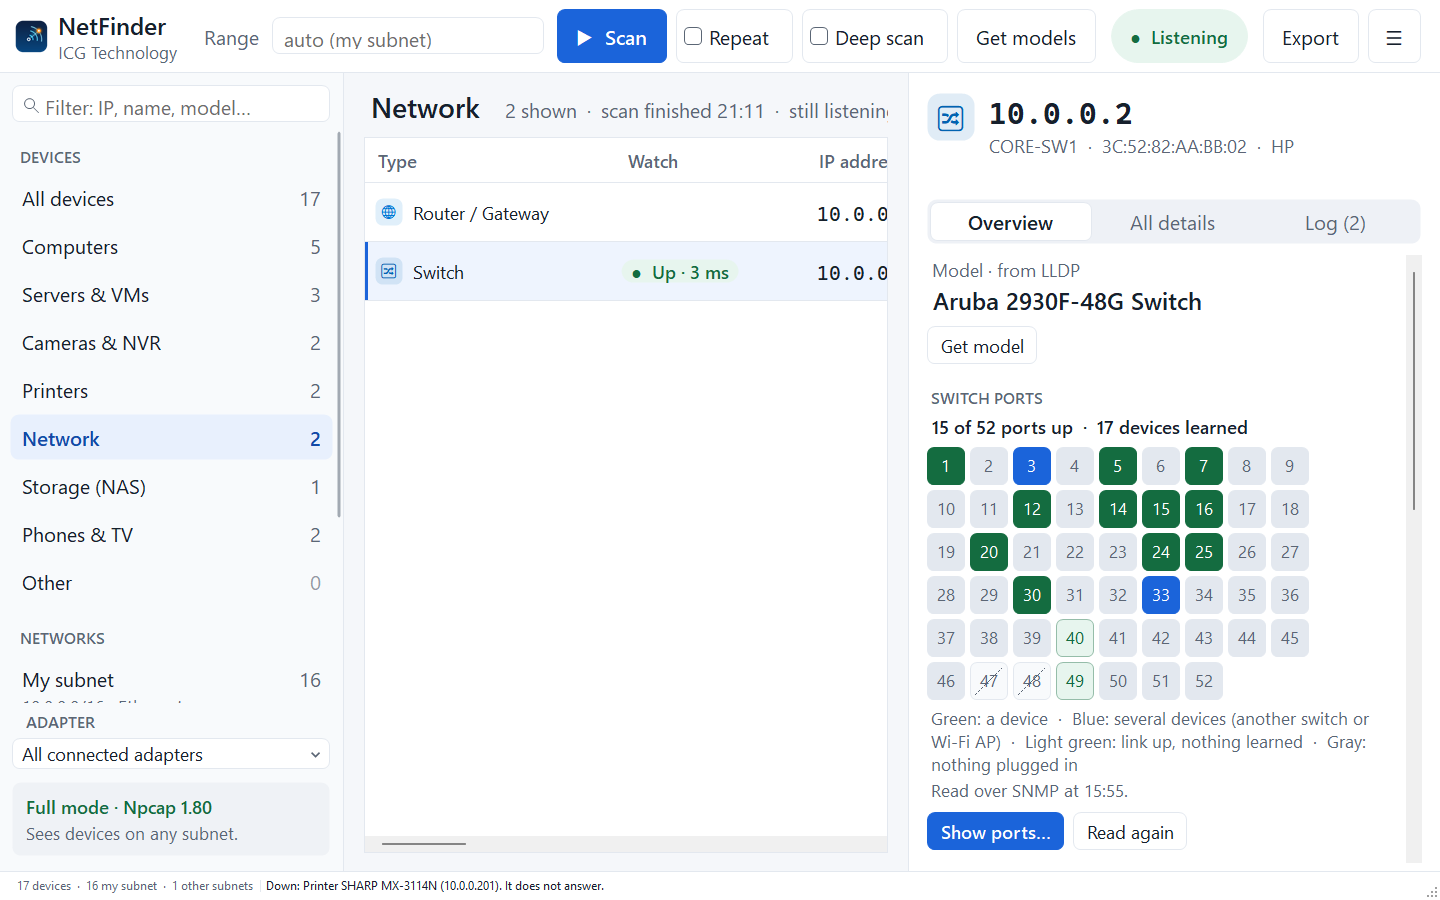 NetFinder
ICG Technology
Range
auto (my subnet)
Scan
Repeat
Deep scan
Get models
Listening
Export
Filter: IP, name, model...
DEVICES
All devices 17
Computers 5
Servers & VMs 3
Cameras & NVR 2
Printers 2
Network 2
Storage (NAS) 1
Phones & TV 2
Other 0
NETWORKS
My subnet 16
ADAPTER
All connected adapters
Full mode · Npcap 1.80
Sees devices on any subnet.
Network 2 shown · scan finished 21:11 · still listening
Type Watch IP addre
Router / Gateway 10.0.0
Switch Up · 3 ms 10.0.0
10.0.0.2
CORE-SW1 · 3C:52:82:AA:BB:02 · HP
Overview All details Log (2)
Model · from LLDP
Aruba 2930F-48G Switch
Get model
SWITCH PORTS
15 of 52 ports up · 17 devices learned
1 2 3 4 5 6 7 8 9
10 11 12 13 14 15 16 17 18
19 20 21 22 23 24 25 26 27
28 29 30 31 32 33 34 35 36
37 38 39 40 41 42 43 44 45
46 47 48 49 50 51 52
Green: a device · Blue: several devices (another switch or
Wi-Fi AP) · Light green: link up, nothing learned · Gray:
nothing plugged in
Read over SNMP at 15:55.
Show ports... Read again
17 devices · 16 my subnet · 1 other subnets Down: Printer SHARP MX-3114N (10.0.0.201). It does not answer.